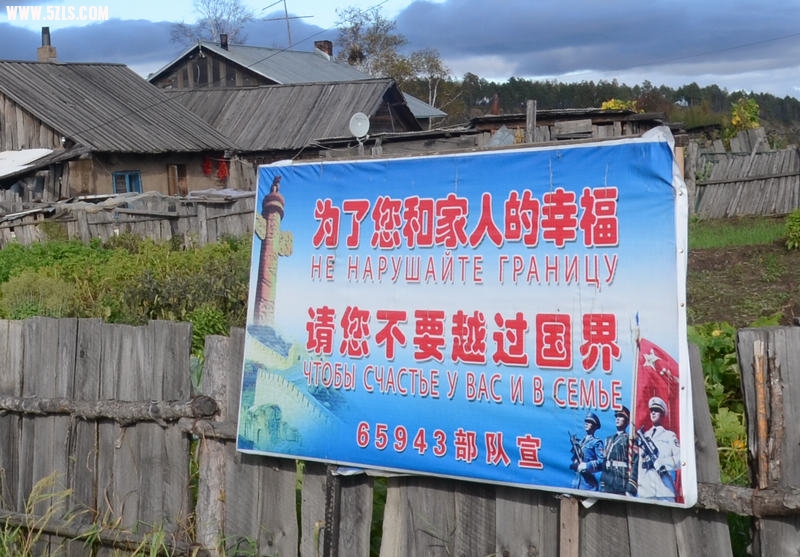 WWW.5ZLS.COM
为了您和家人的幸福
НЕ НАРУШАЙТЕ ГРАНИЦУ
请您不要越过国界
ЧТОБЫ СЧАСТЬЕ У ВАС И В СЕМЬЕ
65943部队宣